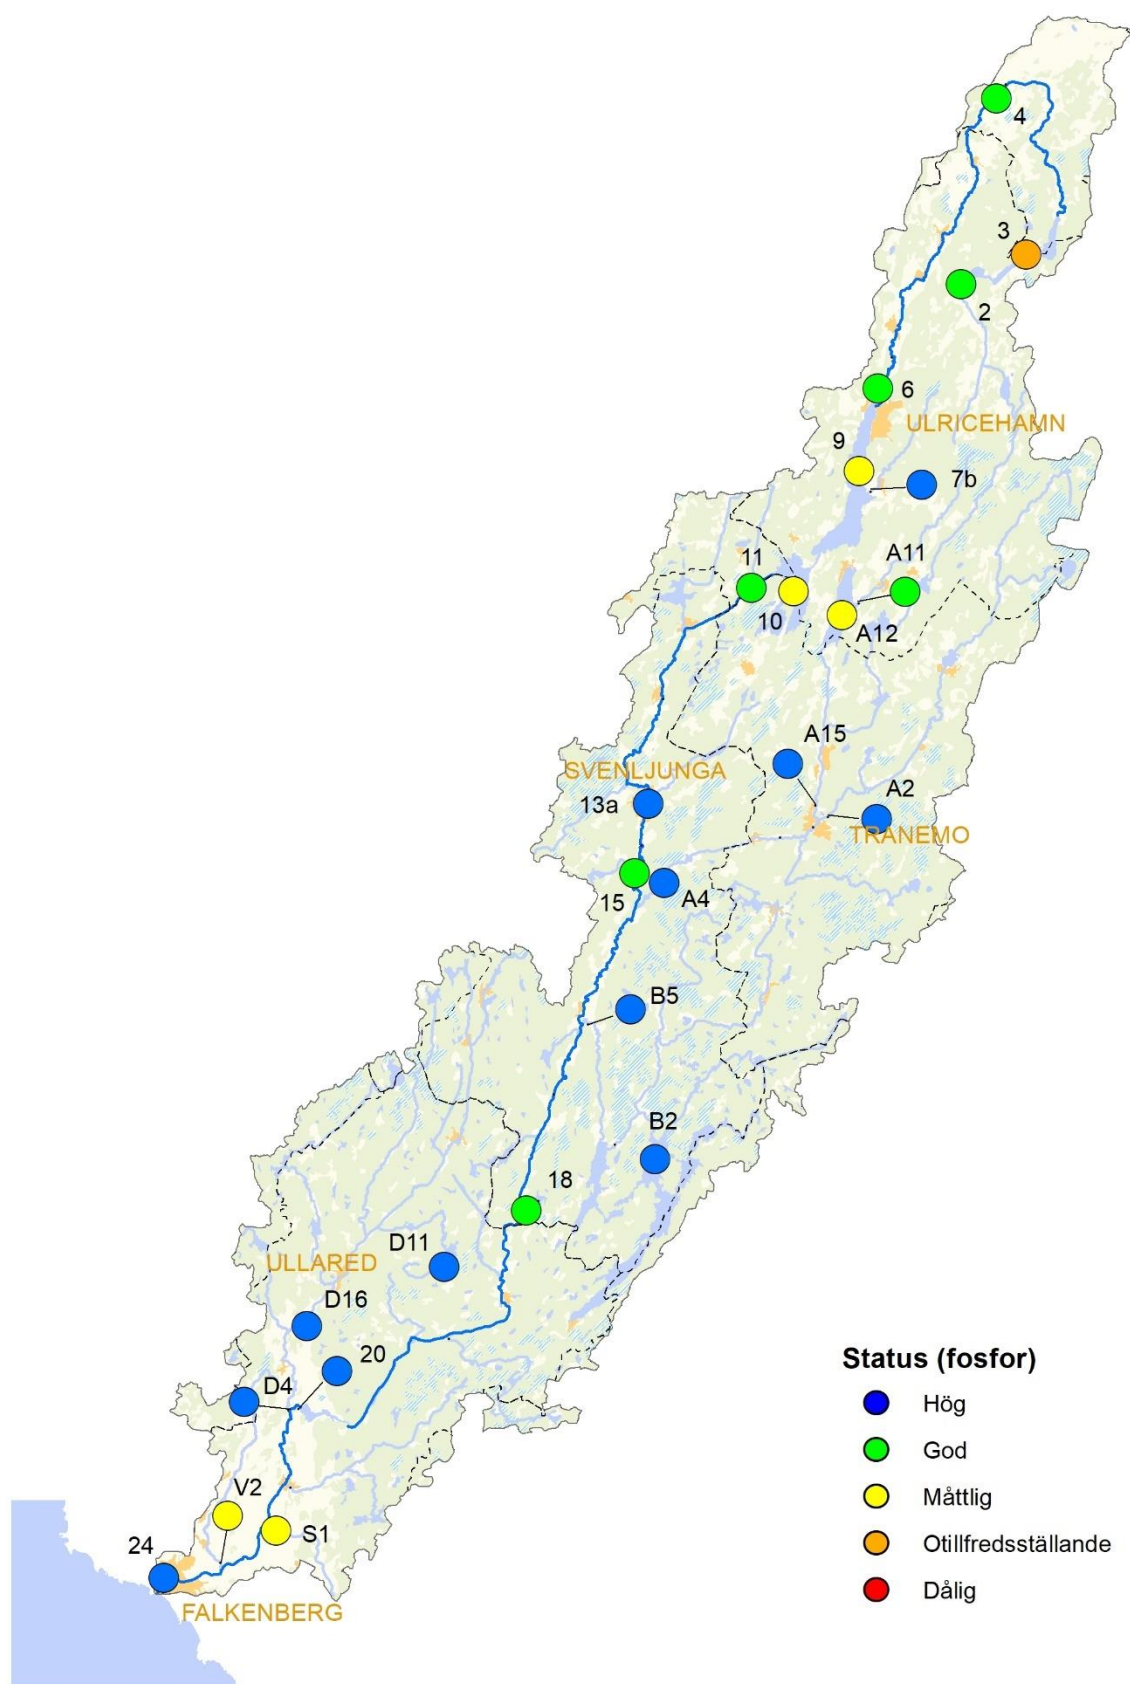 4
3
2
6
ULRICEHAMN
9
7b
A11
11
10
A12
A15
SVENLJUNGA
13a
A2
TRANEMO
15
A4
B5
B2
18
D11
ULLARED
D16
20
D4
V2
S1
24
FALKENBERG
Status (fosfor)
Hög
God
Måttlig
Otillfredsställande
Dålig